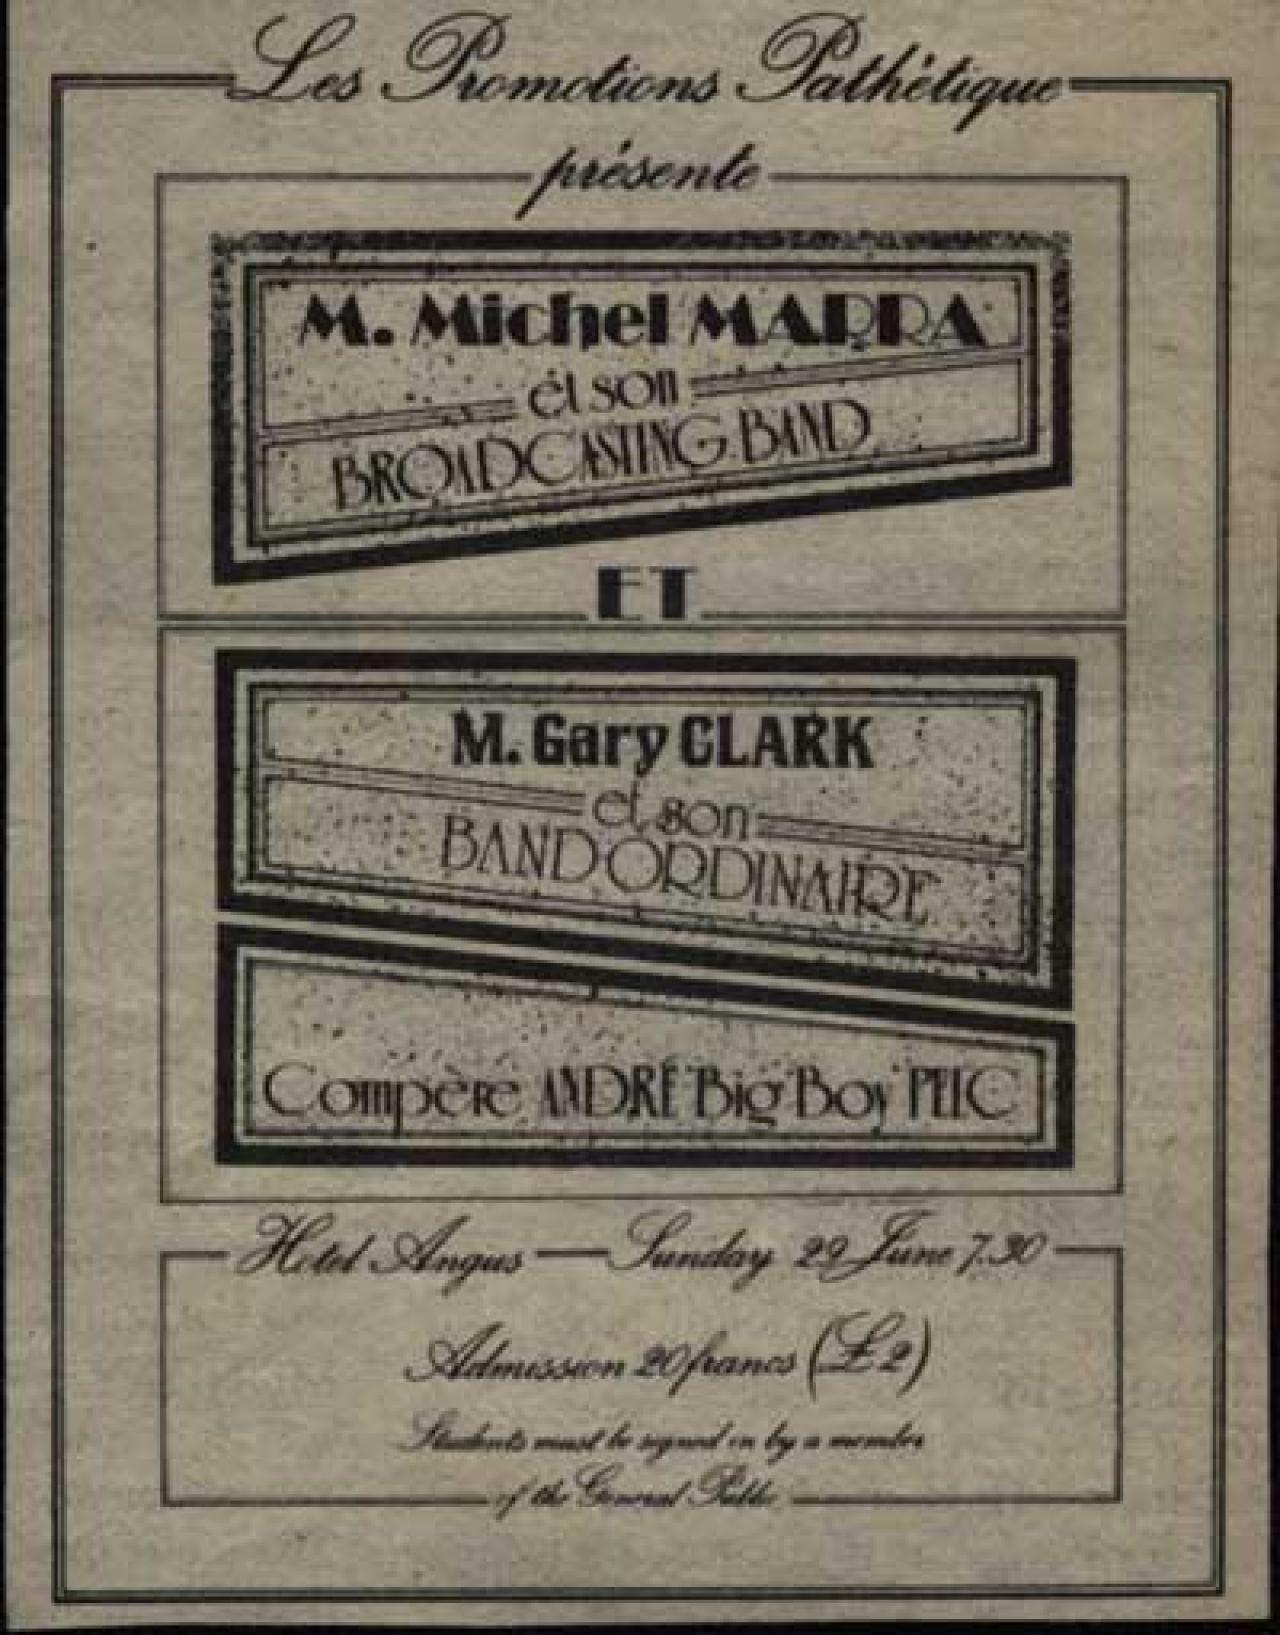 Les Promotions Pathétique
présente
M. Michel MARRA
et son
BROADCASTING BAND
ET
M. Gary CLARK
et son
BAND ORDINAIRE
Compère ANDRÉ "Big Boy" PELC
Hotel Angus — Sunday 29 June 7.30
Admission 20 francs (£2)
Students must be signed in by a member
of the General Public